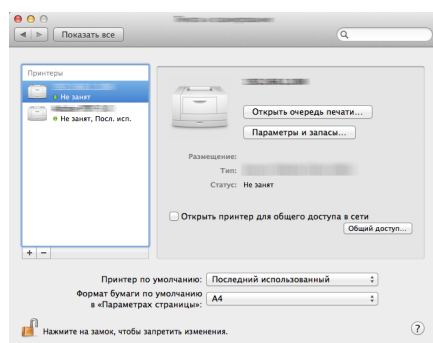 Показать все
Принтеры
Не занят
Не занят, Посл. исп.
Открыть очередь печати...
Параметры и запасы...
Размещение:
Тип:
Статус: Не занят
Открыть принтер для общего доступа в сети
Общий доступ...
+ −
Принтер по умолчанию: Последний использованный
Формат бумаги по умолчанию
в «Параметрах страницы»: A4
Нажмите на замок, чтобы запретить изменения.
?